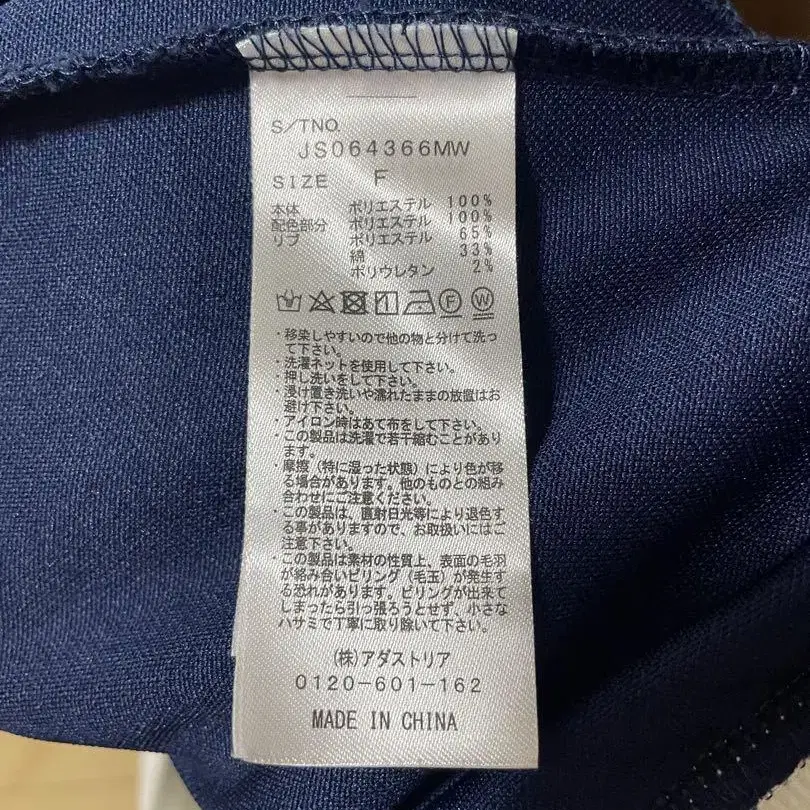 S/TNO.
JS064366MW
SIZE F
本体 ポリエステル 100%
配色部分 ポリエステル 100%
リブ ポリエステル 65%
綿 33%
ポリウレタン 2%
F W
・移染しやすいので他の物と分けて洗っ
て下さい。
・洗濯ネットを使用して下さい。
・押し洗いをして下さい。
・浸け置き洗いや濡れたままの放置はお
避け下さい。
・アイロン時はあて布をして下さい。
・この製品は洗濯で若干縮むことがあり
ます。
・摩擦（特に湿った状態）により色が移
る場合があります。他のものとの組み
合わせにご注意ください。
・この製品は、直射日光等により退色す
る事がありますので、お取扱いにはご
注意下さい。
・この製品は素材の性質上、表面の毛羽
が絡み合いピリング（毛玉）が発生す
る恐れがあります。ピリングが出来て
しまったら引っ張ろうとせず、小さな
ハサミで丁寧に取り除いて下さい。
(株)アダストリア
0120-601-162
MADE IN CHINA